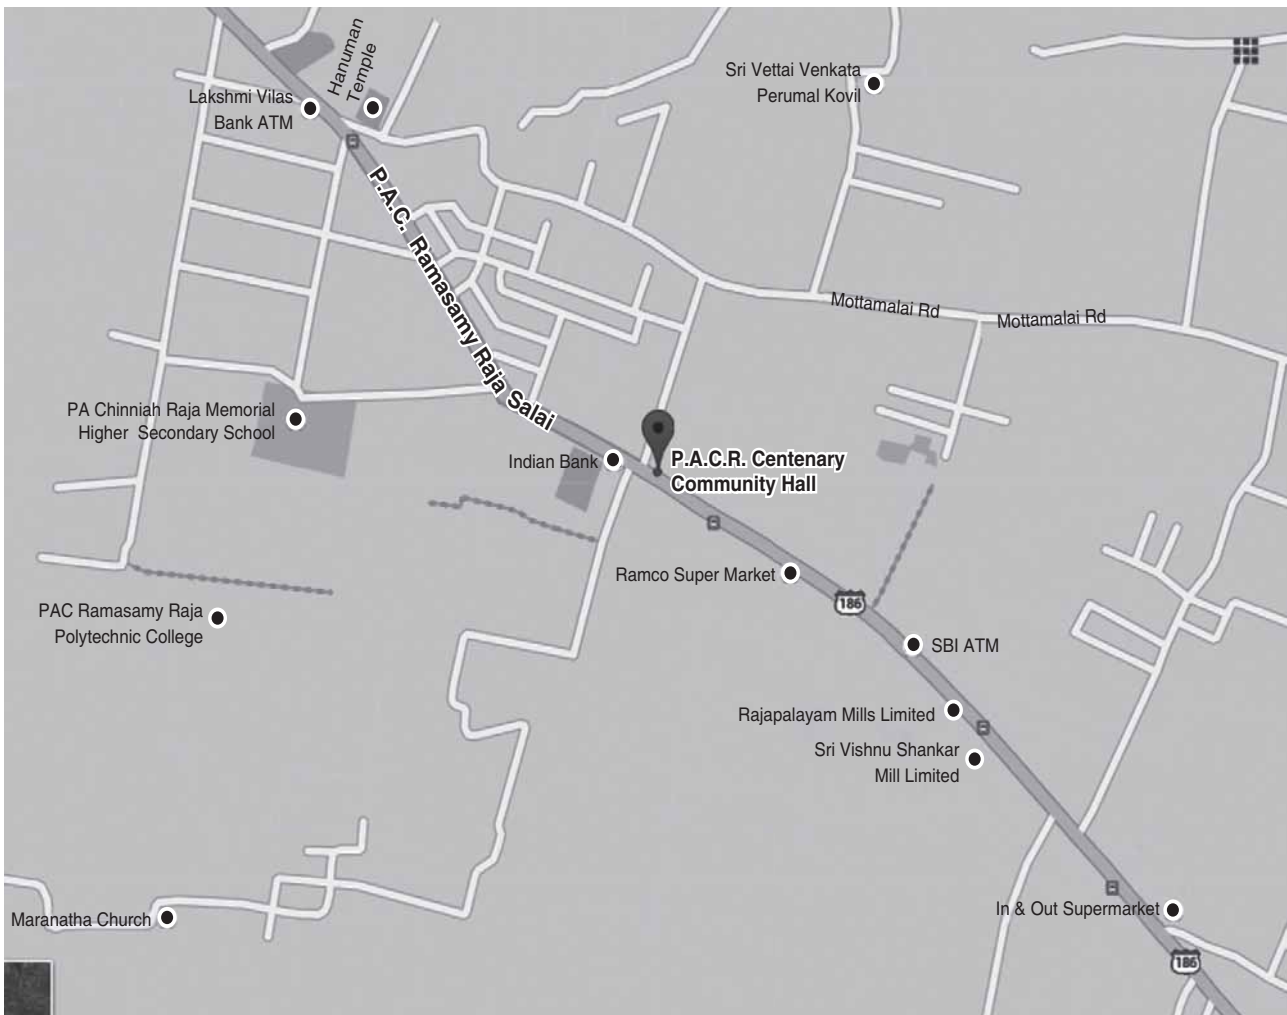 Hanuman
Temple
Lakshmi Vilas
Bank ATM
Sri Vettai Venkata
Perumal Kovil
P.A.C. Ramasamy Raja Salai
Mottamalai Rd
Mottamalai Rd
PA Chinniah Raja Memorial
Higher Secondary School
Indian Bank
P.A.C.R. Centenary
Community Hall
Ramco Super Market
186
PAC Ramasamy Raja
Polytechnic College
SBI ATM
Rajapalayam Mills Limited
Sri Vishnu Shankar
Mill Limited
Maranatha Church
In & Out Supermarket
186